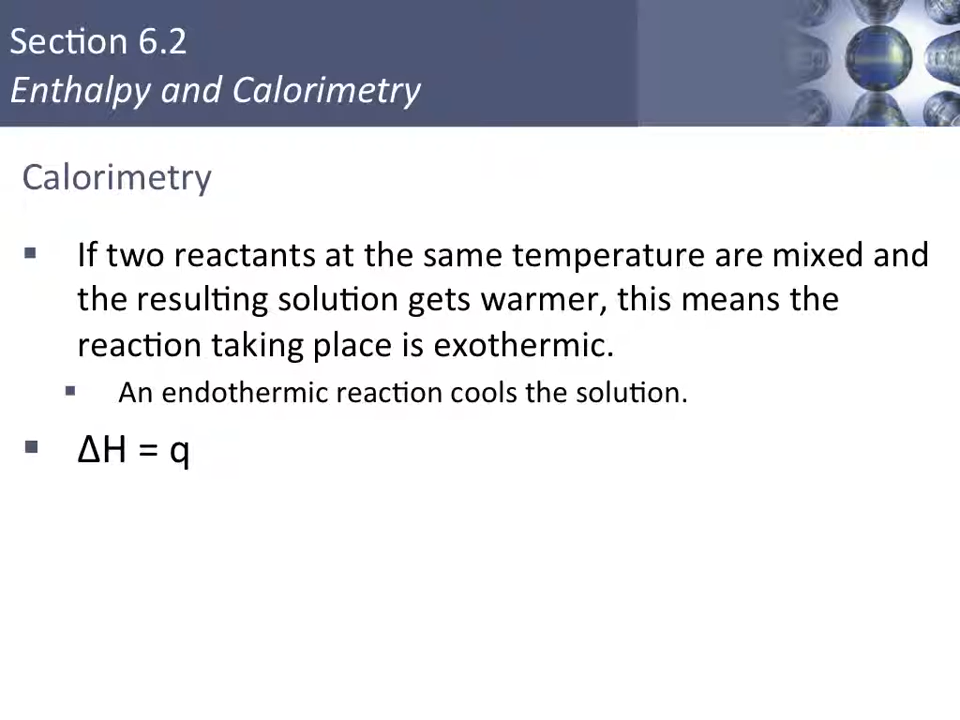 Section 6.2
Enthalpy and Calorimetry
Calorimetry
▪ If two reactants at the same temperature are mixed and
the resulting solution gets warmer, this means the
reaction taking place is exothermic.
▪ An endothermic reaction cools the solution.
▪ ΔH = q